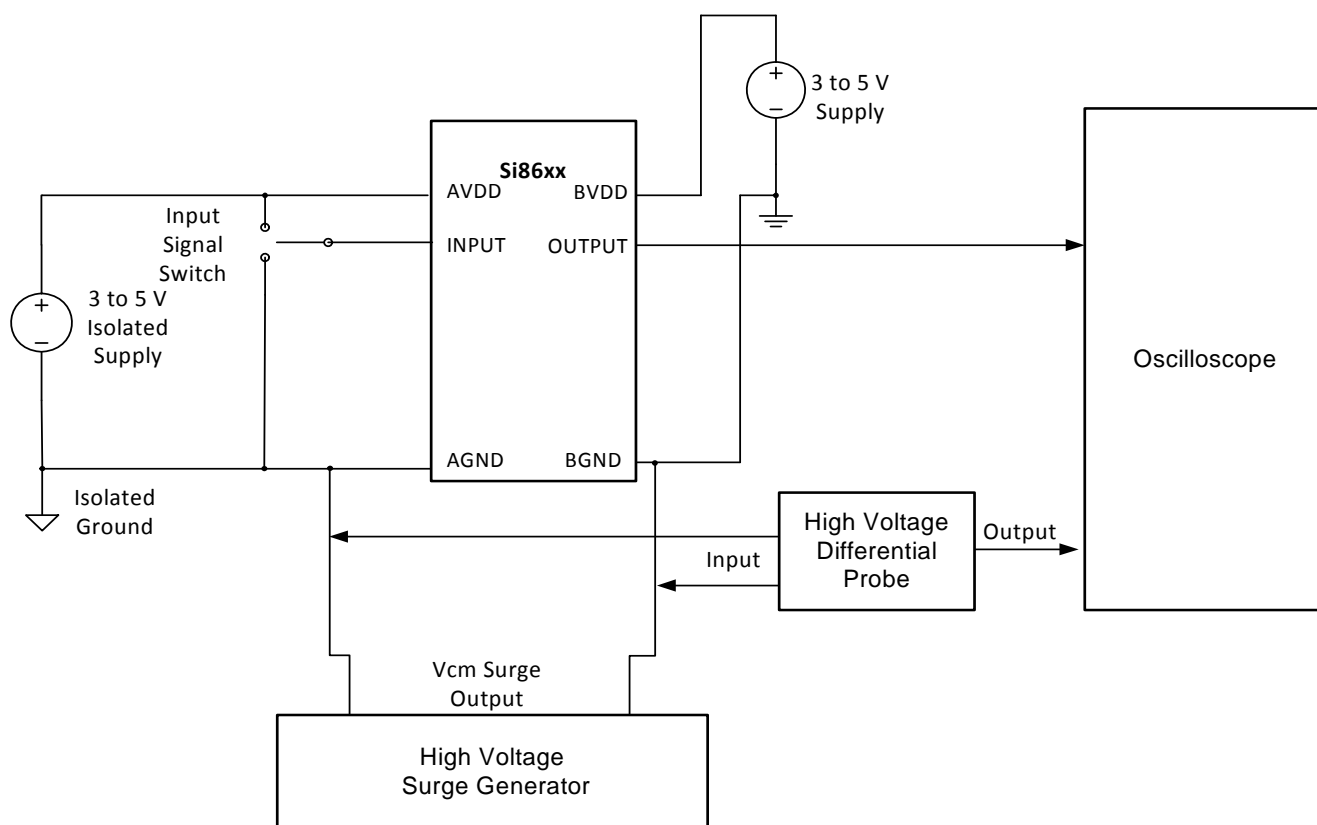 +
−
3 to 5 V
Supply
Si86xx
AVDD
BVDD
Input
Signal
Switch
INPUT
OUTPUT
+
−
3 to 5 V
Isolated
Supply
Oscilloscope
AGND
BGND
Isolated
Ground
High Voltage
Differential
Probe
Input
Output
Vcm Surge
Output
High Voltage
Surge Generator